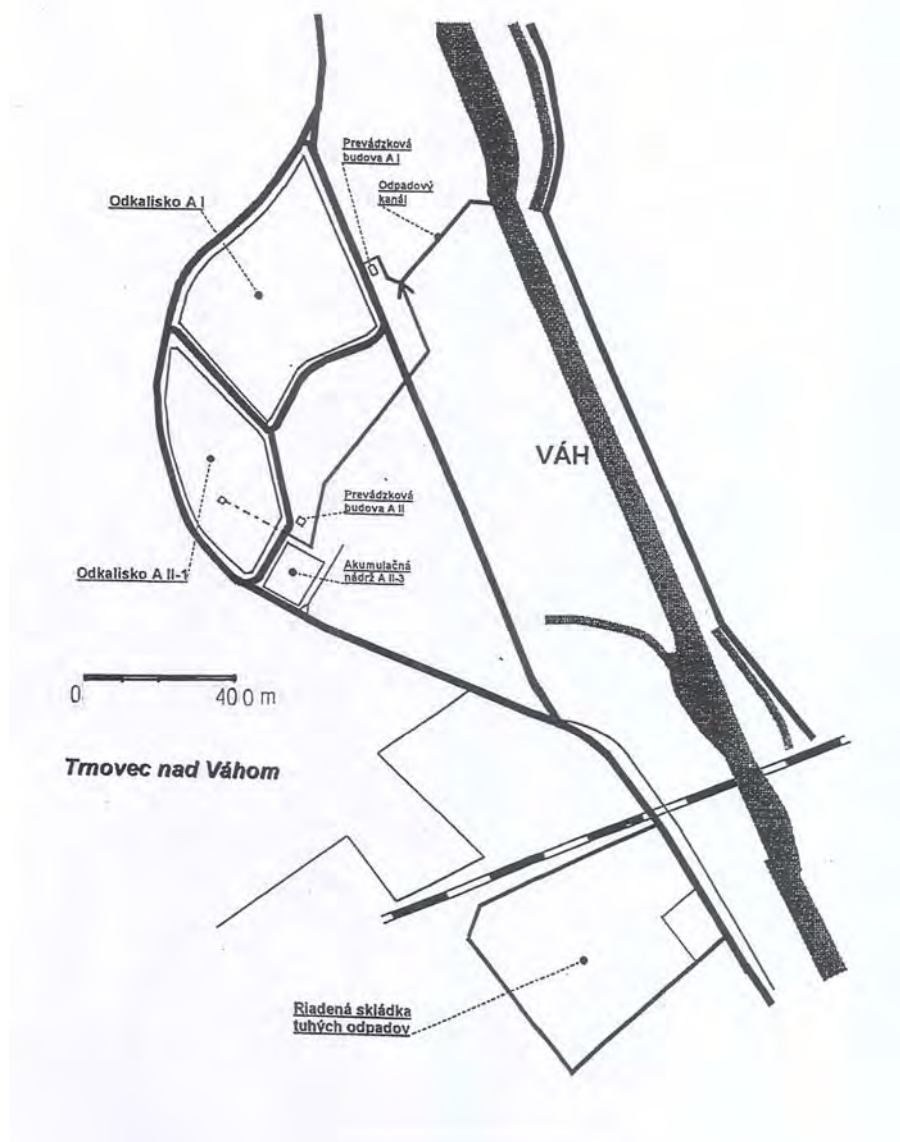 Prevádzková
budova A I
Odpadový
kanál
Odkalisko A I
VÁH
Prevádzková
budova A II
Akumulačná
nádrž A II-3
Odkalisko A II-1
0 400 m
Trnovec nad Váhom
Riadená skládka
tuhých odpadov